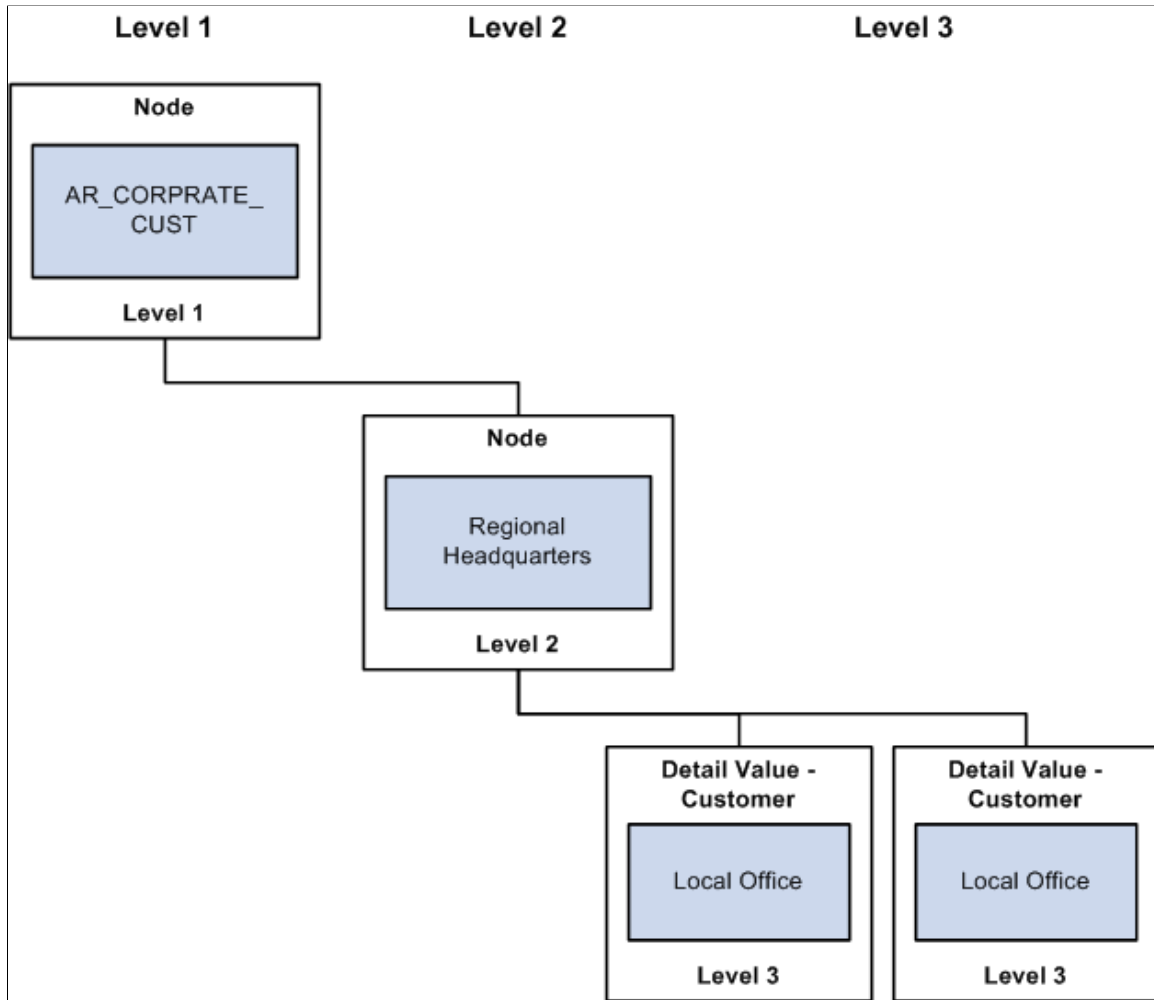 Level 1
Level 2
Level 3
Node
AR_CORPRATE_
CUST
Level 1
Node
Regional
Headquarters
Level 2
Detail Value -
Customer
Local Office
Level 3
Detail Value -
Customer
Local Office
Level 3